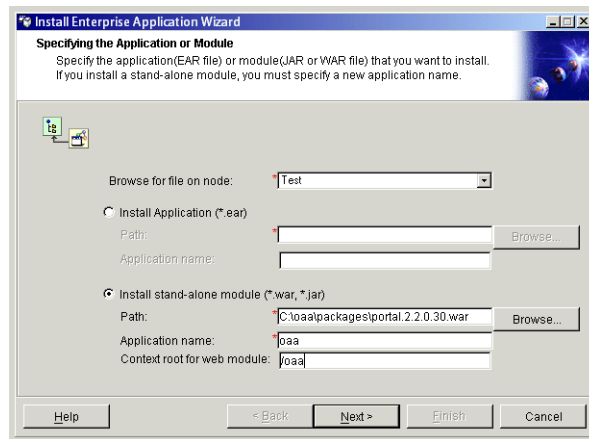 Install Enterprise Application Wizard
Specifying the Application or Module
Specify the application(EAR file) or module(JAR or WAR file) that you want to install.
If you install a stand-alone module, you must specify a new application name.
Browse for file on node: *Test
Install Application (*.ear)
Path: * Browse...
Application name:
Install stand-alone module (*.war, *.jar)
Path: *C:\oaa\packages\portal.2.2.0.30.war Browse...
Application name: *oaa
Context root for web module: /oaa
Help < Back Next > Finish Cancel